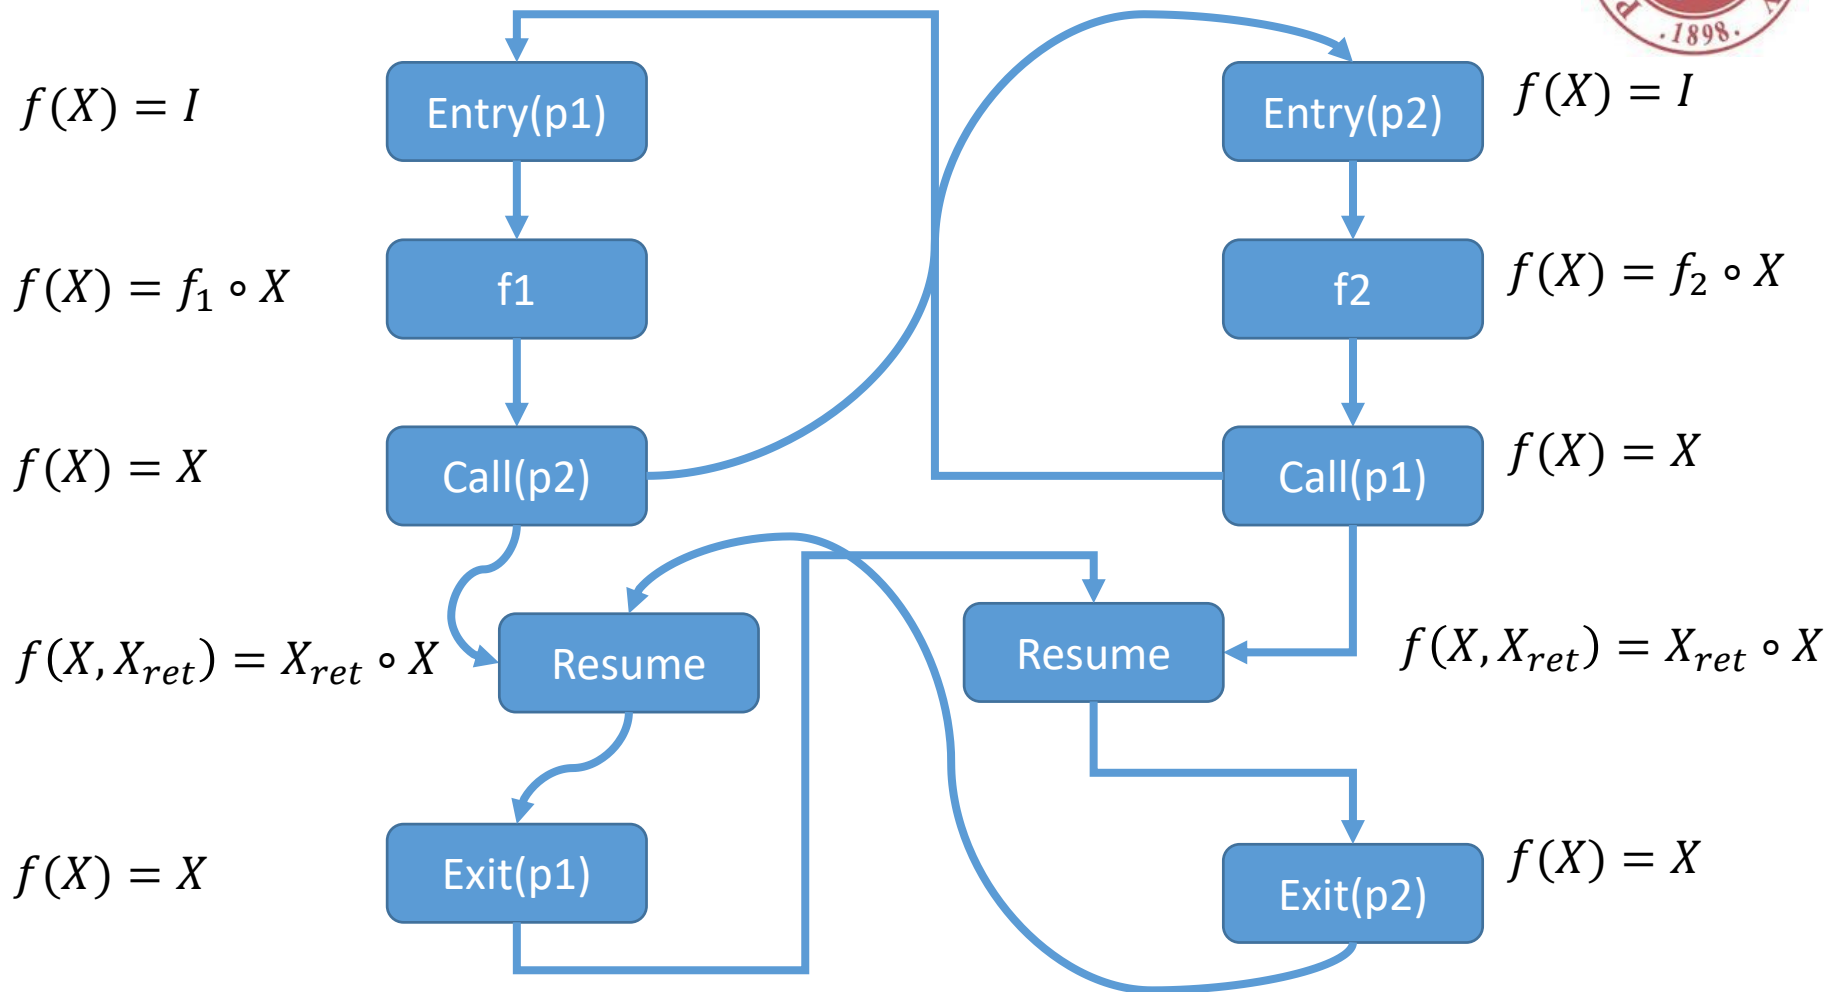 P .1898. V
f(X) = I
Entry(p1)
Entry(p2)
f(X) = I
f(X) = f₁ ∘ X
f1
f2
f(X) = f₂ ∘ X
f(X) = X
Call(p2)
Call(p1)
f(X) = X
f(X, X_ret) = X_ret ∘ X
Resume
Resume
f(X, X_ret) = X_ret ∘ X
f(X) = X
Exit(p1)
Exit(p2)
f(X) = X